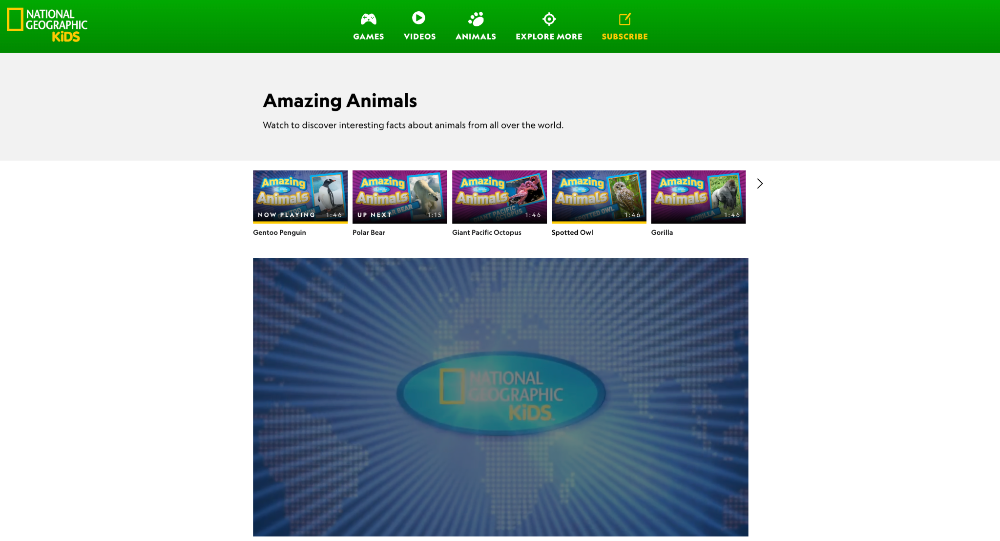 NATIONAL
GEOGRAPHIC
KiDS
GAMES
VIDEOS
ANIMALS
EXPLORE MORE
SUBSCRIBE
Amazing Animals
Watch to discover interesting facts about animals from all over the world.
Amazing
Animals
NOW PLAYING 1:46
Gentoo Penguin
Amazing
Animals
BEAR
UP NEXT 1:15
Polar Bear
Amazing
Animals
GIANT PACIFIC
OCTOPUS
1:46
Giant Pacific Octopus
Amazing
Animals
SPOTTED OWL
1:46
Spotted Owl
Amazing
Animals
GORILLA
1:46
Gorilla
NATIONAL
GEOGRAPHIC
KiDS